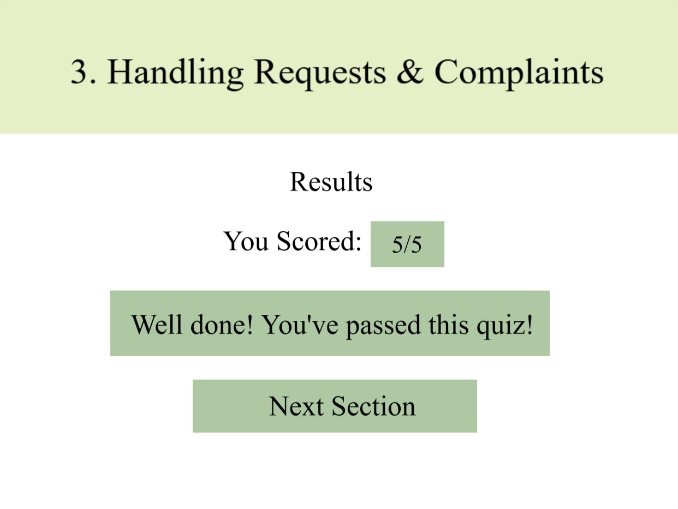 3. Handling Requests & Complaints
Results
You Scored: 5/5
Well done! You've passed this quiz!
Next Section